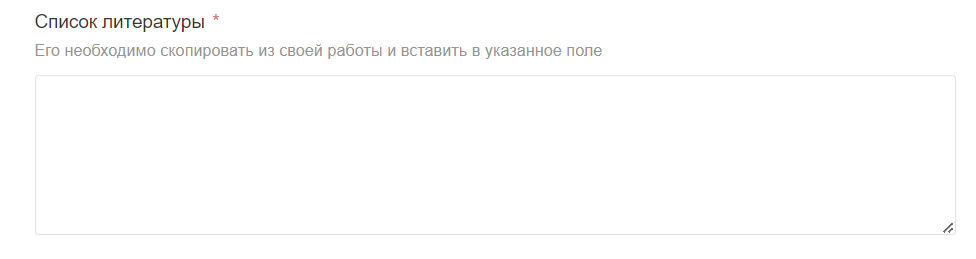 Список литературы *
Его необходимо скопировать из своей работы и вставить в указанное поле